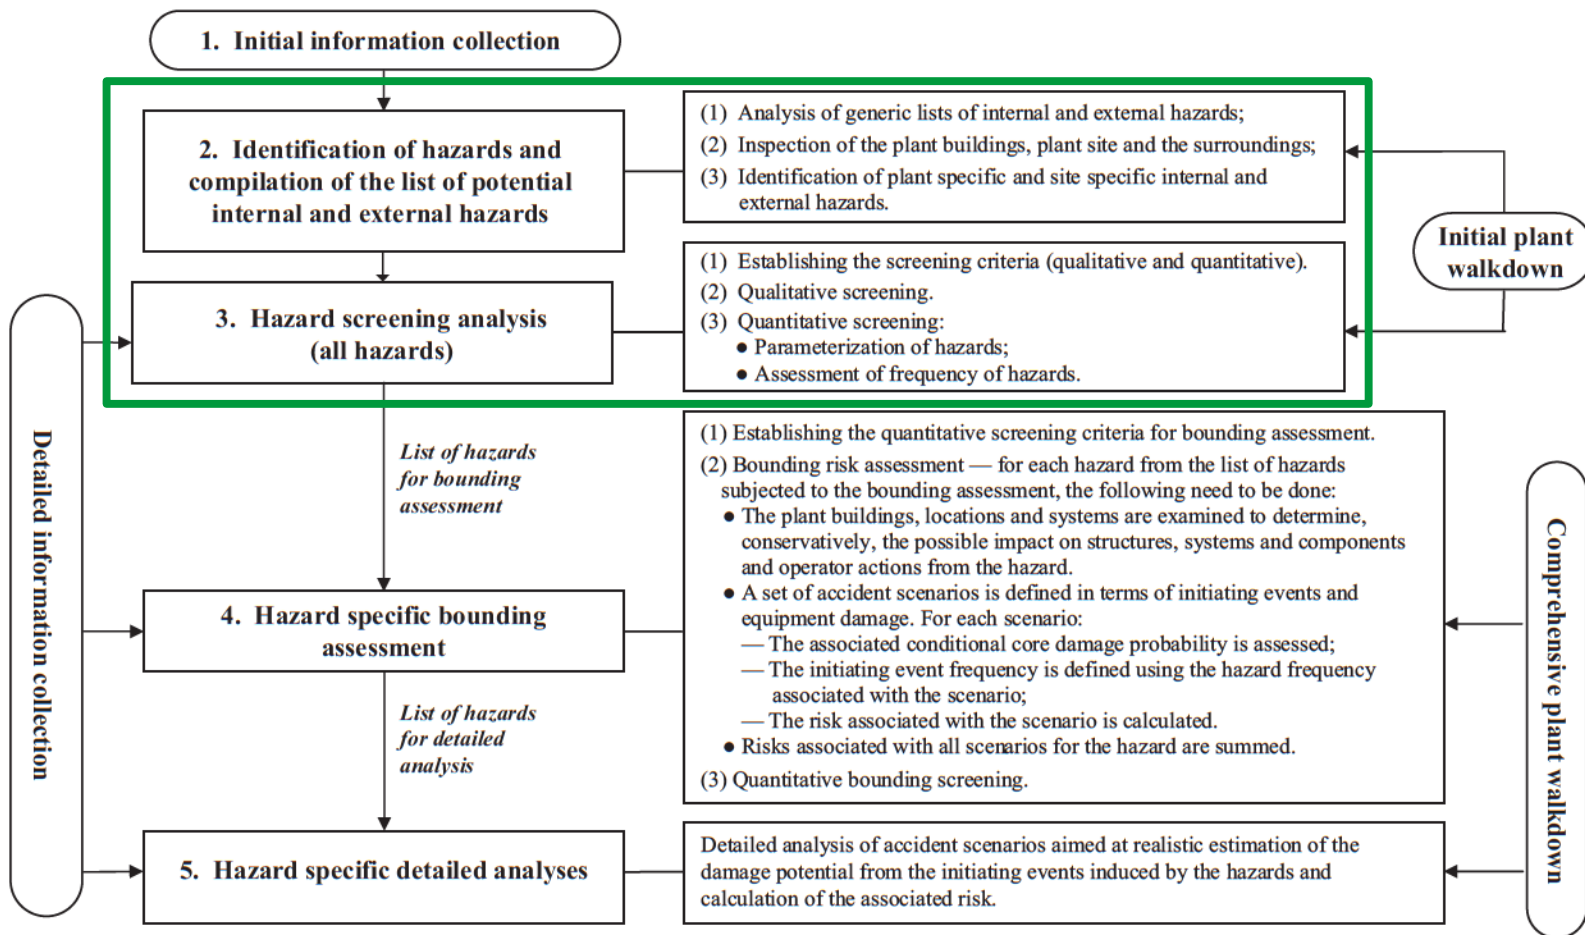 1. Initial information collection
2. Identification of hazards and
compilation of the list of potential
internal and external hazards
(1) Analysis of generic lists of internal and external hazards;
(2) Inspection of the plant buildings, plant site and the surroundings;
(3) Identification of plant specific and site specific internal and
external hazards.
Initial plant
walkdown
3. Hazard screening analysis
(all hazards)
(1) Establishing the screening criteria (qualitative and quantitative).
(2) Qualitative screening.
(3) Quantitative screening:
● Parameterization of hazards;
● Assessment of frequency of hazards.
Detailed information collection
List of hazards
for bounding
assessment
4. Hazard specific bounding
assessment
(1) Establishing the quantitative screening criteria for bounding assessment.
(2) Bounding risk assessment — for each hazard from the list of hazards
subjected to the bounding assessment, the following need to be done:
● The plant buildings, locations and systems are examined to determine,
conservatively, the possible impact on structures, systems and components
and operator actions from the hazard.
● A set of accident scenarios is defined in terms of initiating events and
equipment damage. For each scenario:
— The associated conditional core damage probability is assessed;
— The initiating event frequency is defined using the hazard frequency
associated with the scenario;
— The risk associated with the scenario is calculated.
● Risks associated with all scenarios for the hazard are summed.
(3) Quantitative bounding screening.
Comprehensive plant walkdown
List of hazards
for detailed
analysis
5. Hazard specific detailed analyses
Detailed analysis of accident scenarios aimed at realistic estimation of the
damage potential from the initiating events induced by the hazards and
calculation of the associated risk.